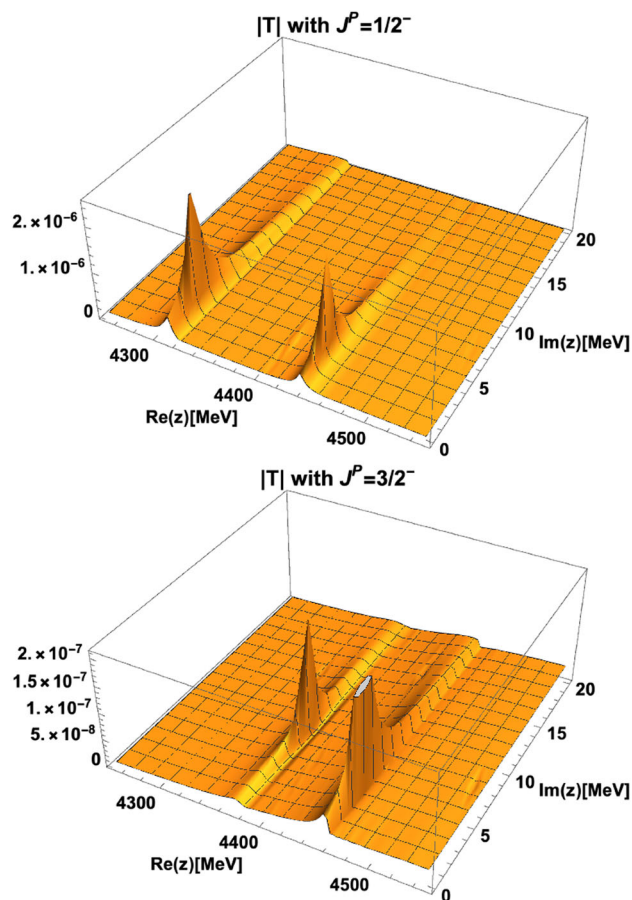 |T| with J^P=1/2⁻
2. × 10⁻⁶
1. × 10⁻⁶
0
4300
4400
4500
Re(z)[MeV]
20
15
10
5
0
Im(z)[MeV]
|T| with J^P=3/2⁻
2. × 10⁻⁷
1.5 × 10⁻⁷
1. × 10⁻⁷
5. × 10⁻⁸
0
4300
4400
4500
Re(z)[MeV]
20
15
10
5
0
Im(z)[MeV]